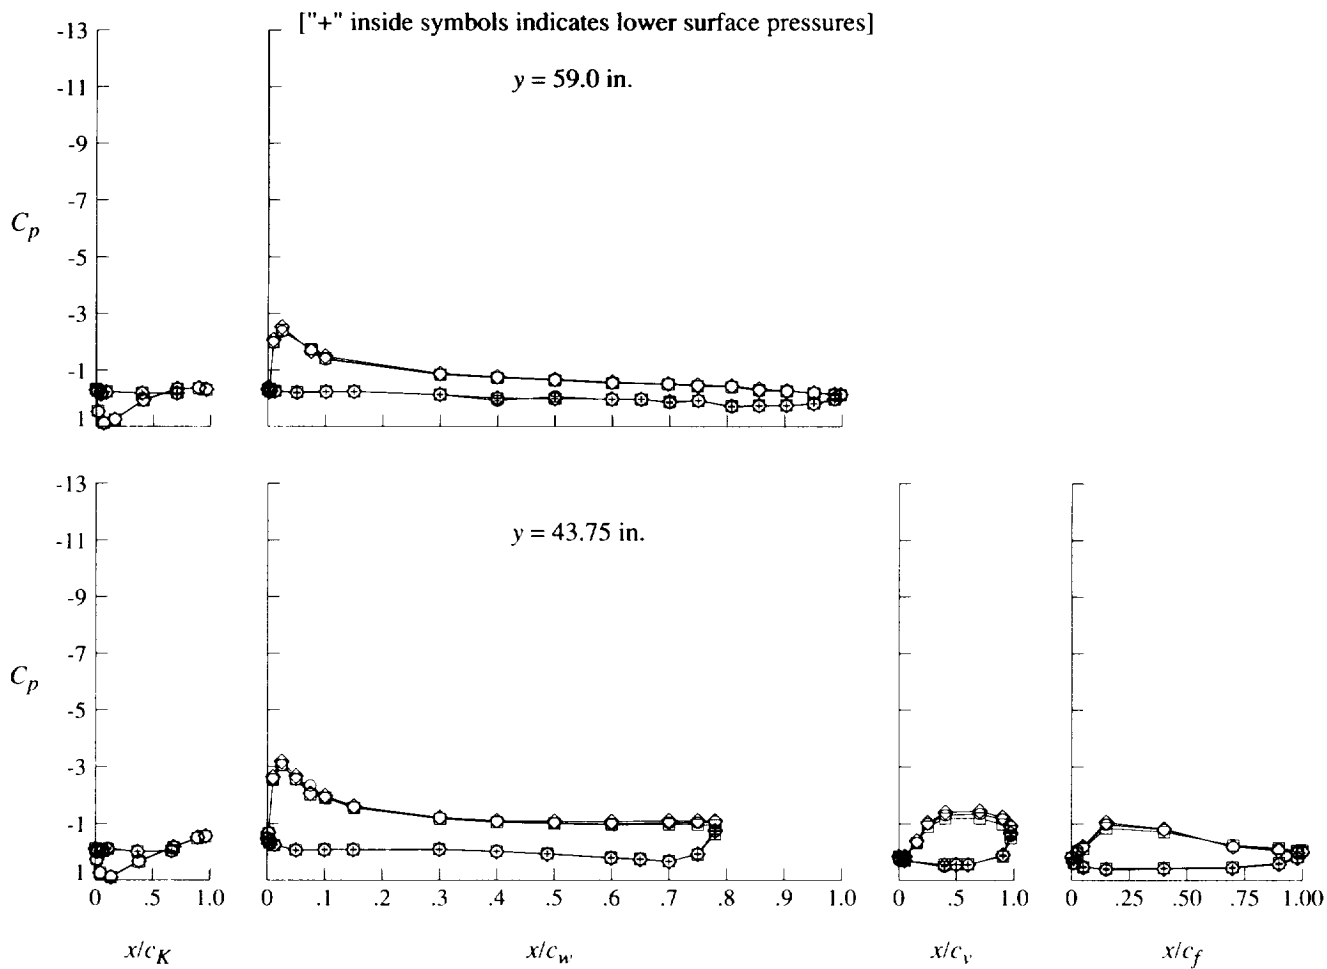 ["+" inside symbols indicates lower surface pressures]
y = 59.0 in.
-13
-11
-9
-7
-5
-3
-1
1
C_p
y = 43.75 in.
-13
-11
-9
-7
-5
-3
-1
1
C_p
0 .5 1.0
0 .1 .2 .3 .4 .5 .6 .7 .8 .9 1.0
0 .5 1.0
0 .25 .50 .75 1.00
x/c_K
x/c_w
x/c_v
x/c_f